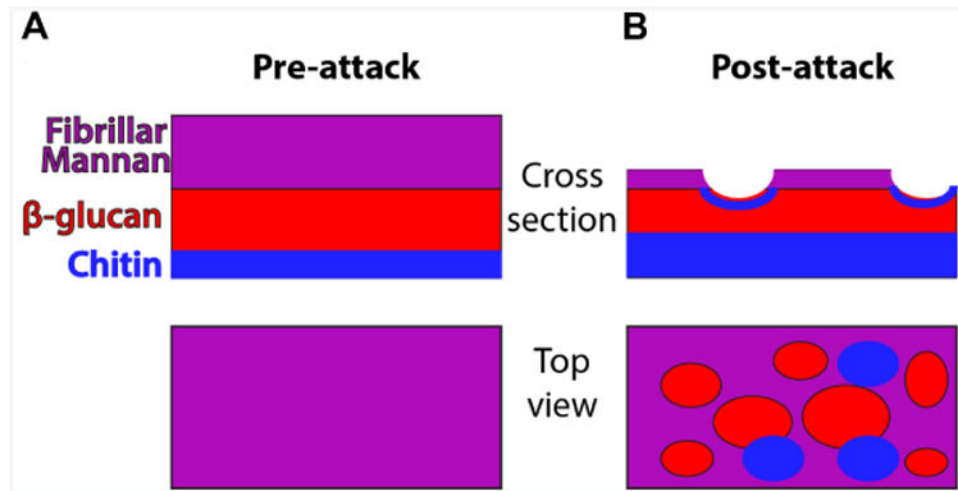 A
Pre-attack
B
Post-attack
Fibrillar
Mannan
β-glucan
Chitin
Cross
section
Top
view